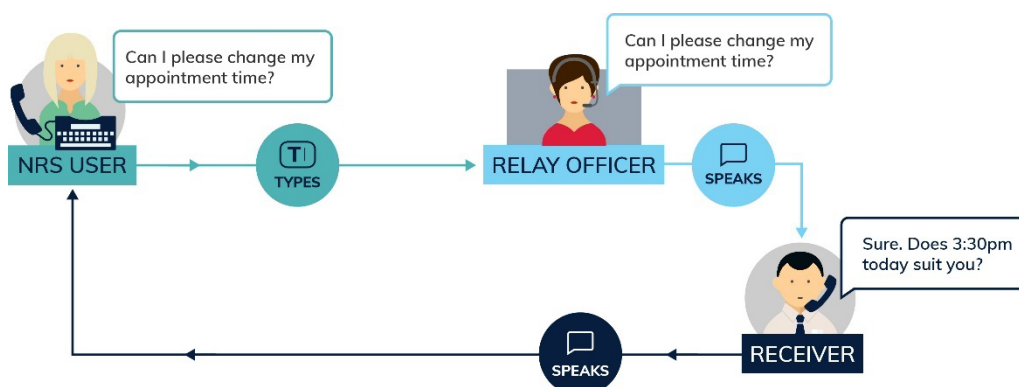 Can I please change my
appointment time?
Can I please change my
appointment time?
NRS USER
T
TYPES
RELAY OFFICER
SPEAKS
Sure. Does 3:30pm
today suit you?
RECEIVER
SPEAKS